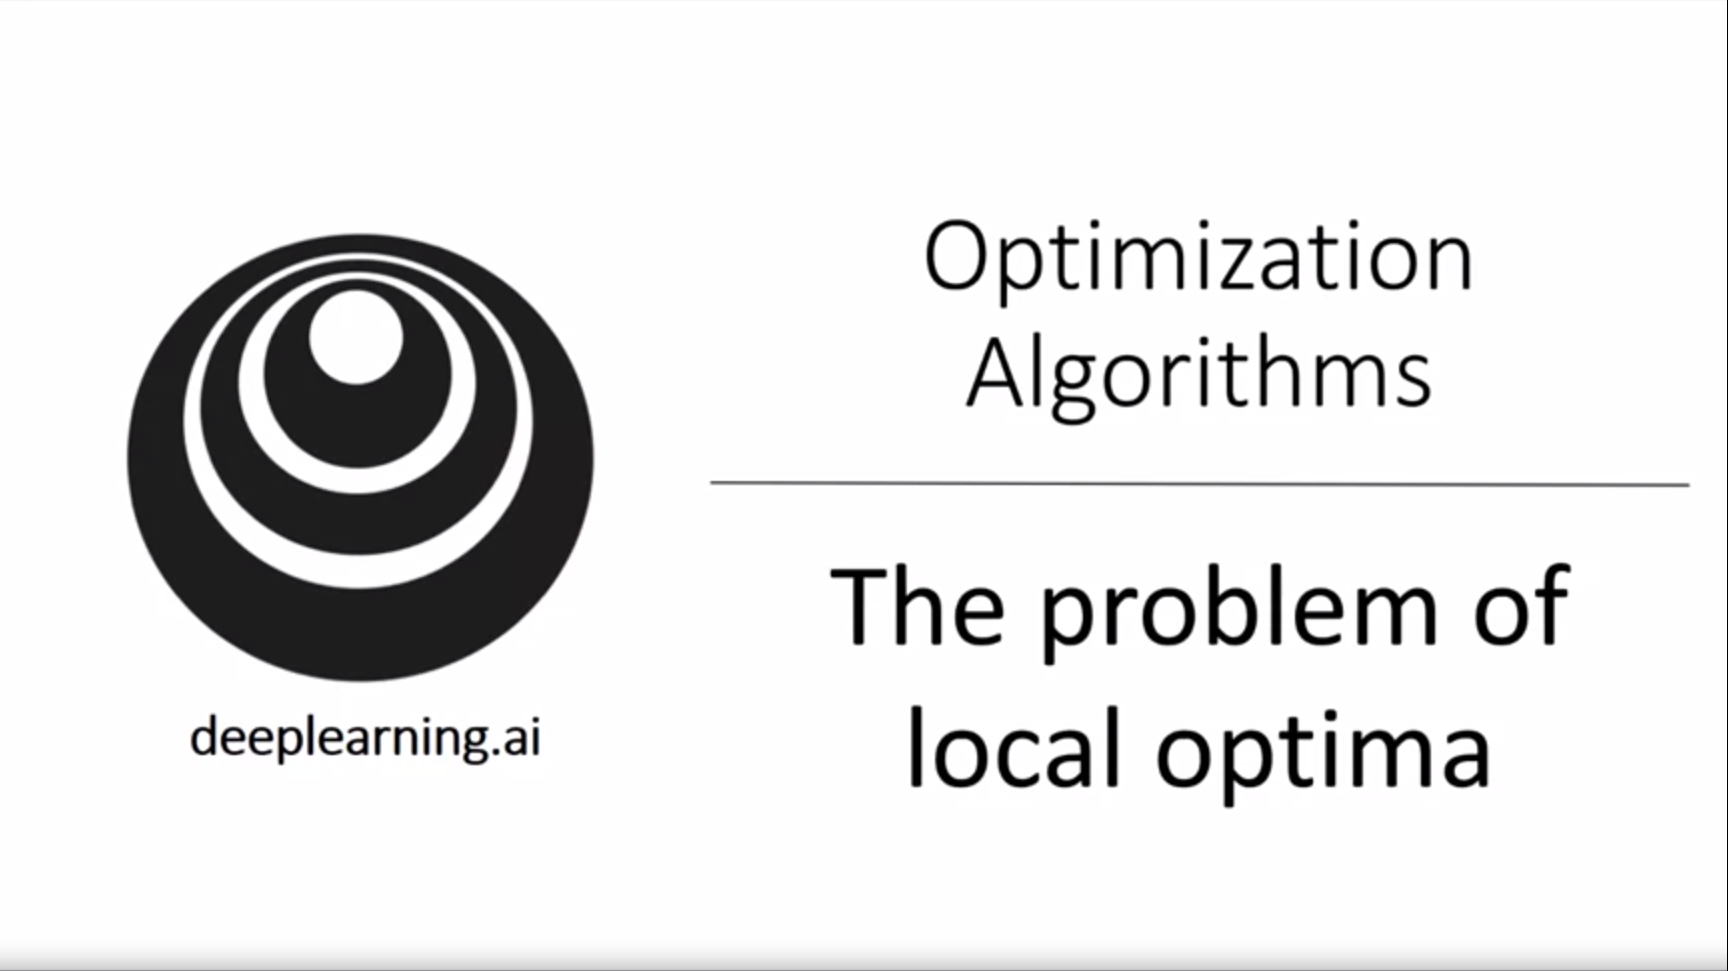 Optimization
Algorithms
The problem of
local optima
deeplearning.ai